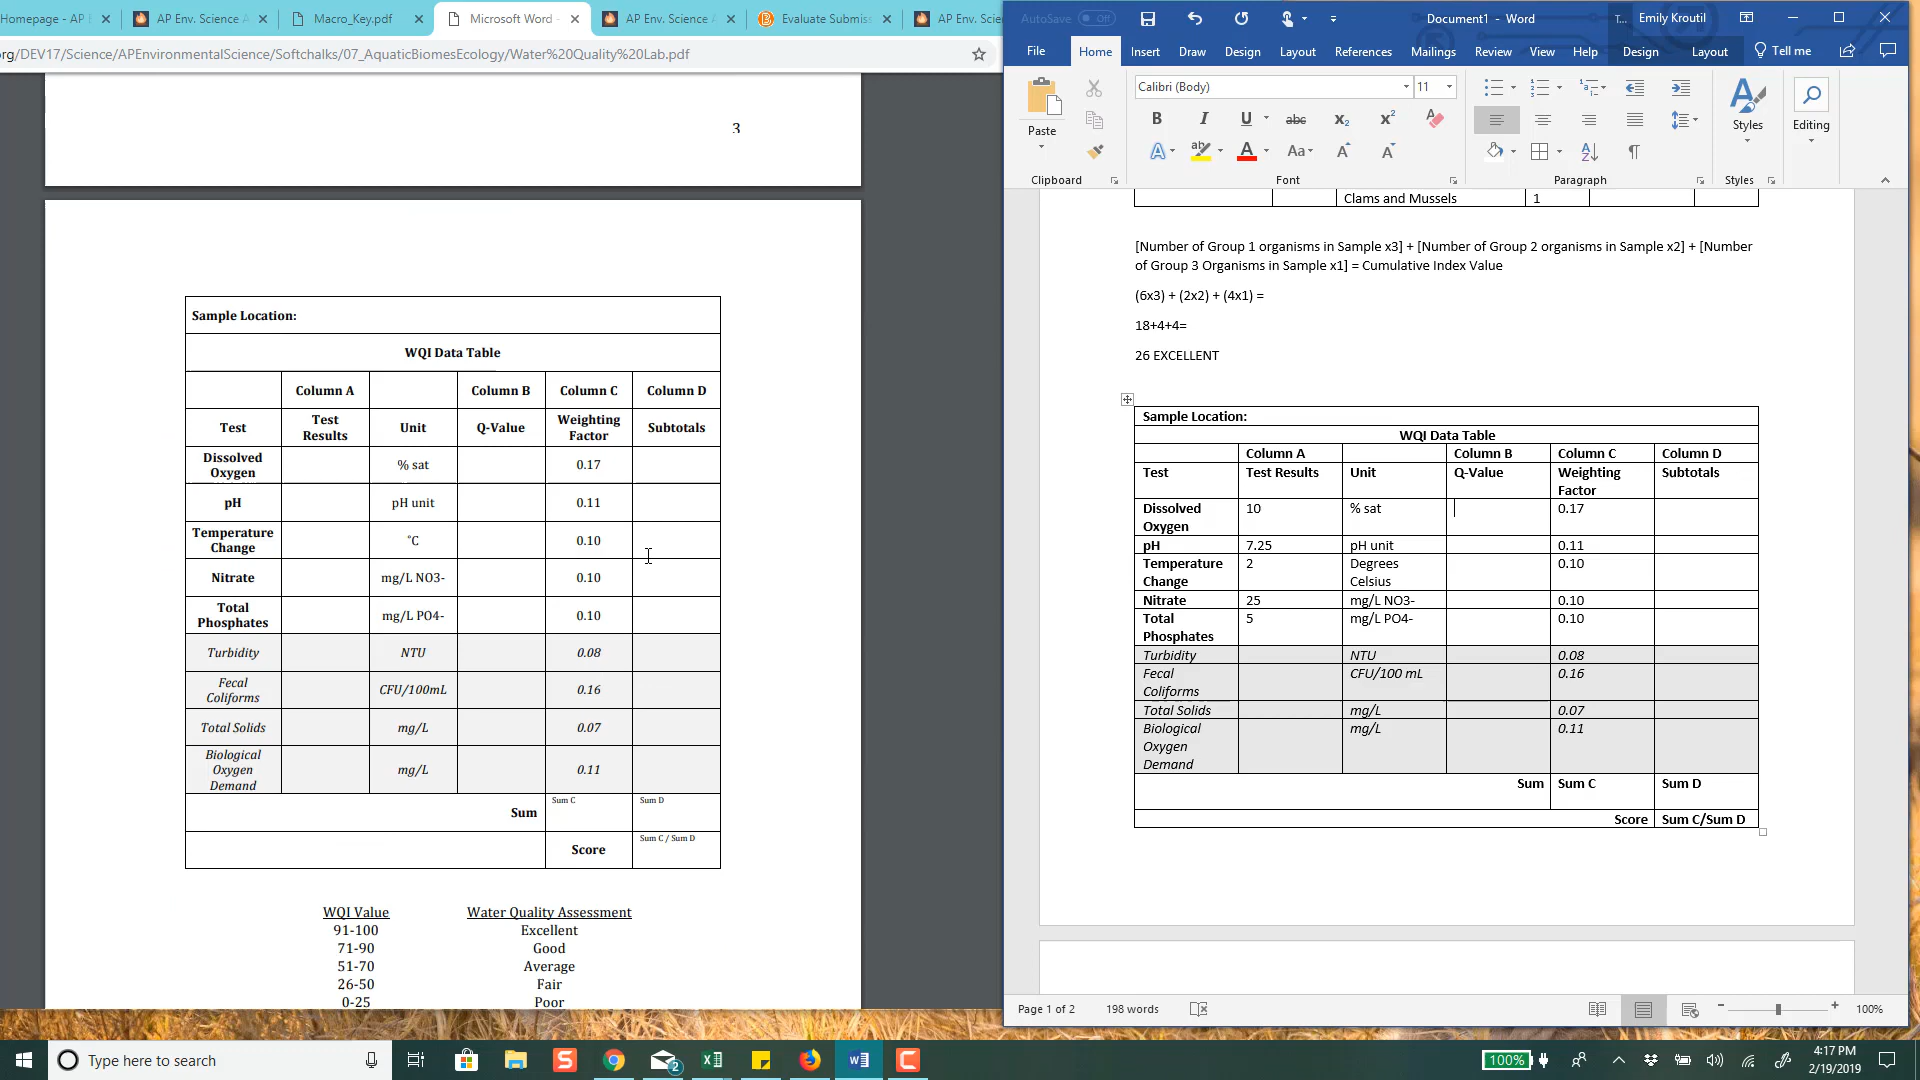 Homepage - AP
AP Env. Science
Macro_Key.pdf
Microsoft Word -
AP Env. Science
Evaluate Submiss
AP Env. Scien
rg/DEV17/Science/APEnvironmentalScience/Softchalks/07_AquaticBiomesEcology/Water%20Quality%20Lab.pdf
3
Sample Location:
WQI Data Table
Column A Column B Column C Column D
Test Test Results Unit Q-Value Weighting Factor Subtotals
Dissolved Oxygen % sat 0.17
pH pH unit 0.11
Temperature Change °C 0.10
Nitrate mg/L NO3- 0.10
Total Phosphates mg/L PO4- 0.10
Turbidity NTU 0.08
Fecal Coliforms CFU/100mL 0.16
Total Solids mg/L 0.07
Biological Oxygen Demand mg/L 0.11
Sum Sum C Sum D
Score Sum C / Sum D
WQI Value Water Quality Assessment
91-100 Excellent
71-90 Good
51-70 Average
26-50 Fair
0-25 Poor
AutoSave Off
Document1 - Word
T... Emily Kroutil
File Home Insert Draw Design Layout References Mailings Review View Help Design Layout Tell me
Paste
Calibri (Body) 11
Styles
Editing
Clipboard Font Paragraph Styles
Clams and Mussels 1
[Number of Group 1 organisms in Sample x3] + [Number of Group 2 organisms in Sample x2] + [Number
of Group 3 Organisms in Sample x1] = Cumulative Index Value
(6x3) + (2x2) + (4x1) =
18+4+4=
26 EXCELLENT
Sample Location:
WQI Data Table
Column A Column B Column C Column D
Test Test Results Unit Q-Value Weighting Factor Subtotals
Dissolved Oxygen 10 % sat 0.17
pH 7.25 pH unit 0.11
Temperature Change 2 Degrees Celsius 0.10
Nitrate 25 mg/L NO3- 0.10
Total Phosphates 5 mg/L PO4- 0.10
Turbidity NTU 0.08
Fecal Coliforms CFU/100 mL 0.16
Total Solids mg/L 0.07
Biological Oxygen Demand mg/L 0.11
Sum Sum C Sum D
Score Sum C/Sum D
Page 1 of 2 198 words
100%
Type here to search
2
100%
4:17 PM
2/19/2019